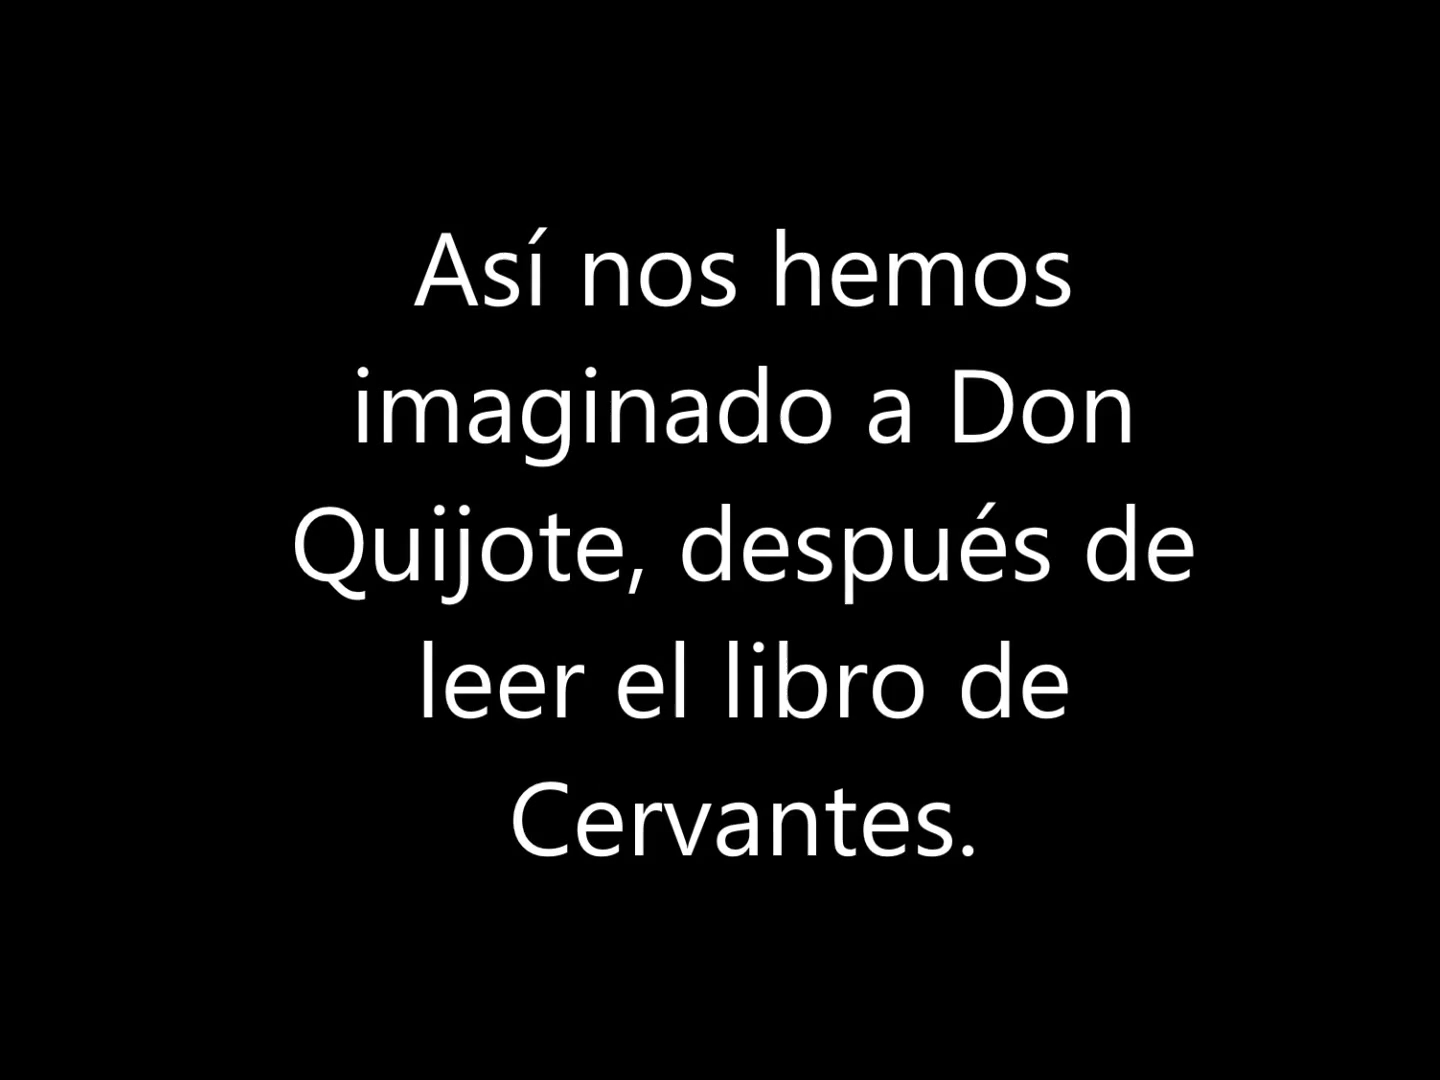 Así nos hemos
imaginado a Don
Quijote, después de
leer el libro de
Cervantes.